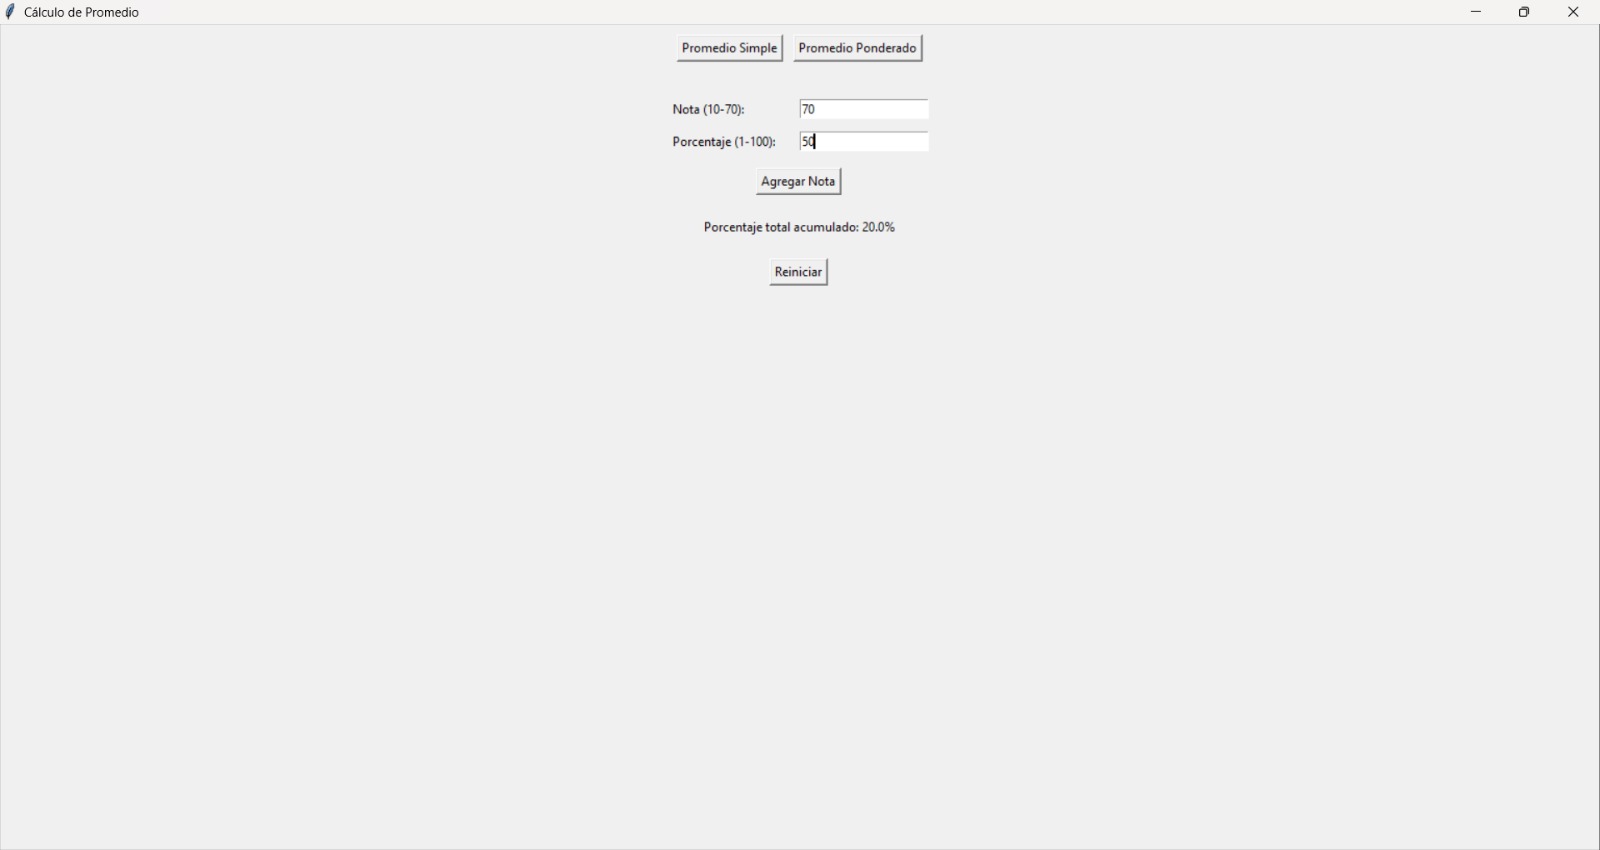 Cálculo de Promedio
Promedio Simple Promedio Ponderado
Nota (10-70): 70
Porcentaje (1-100): 50
Agregar Nota
Porcentaje total acumulado: 20.0%
Reiniciar